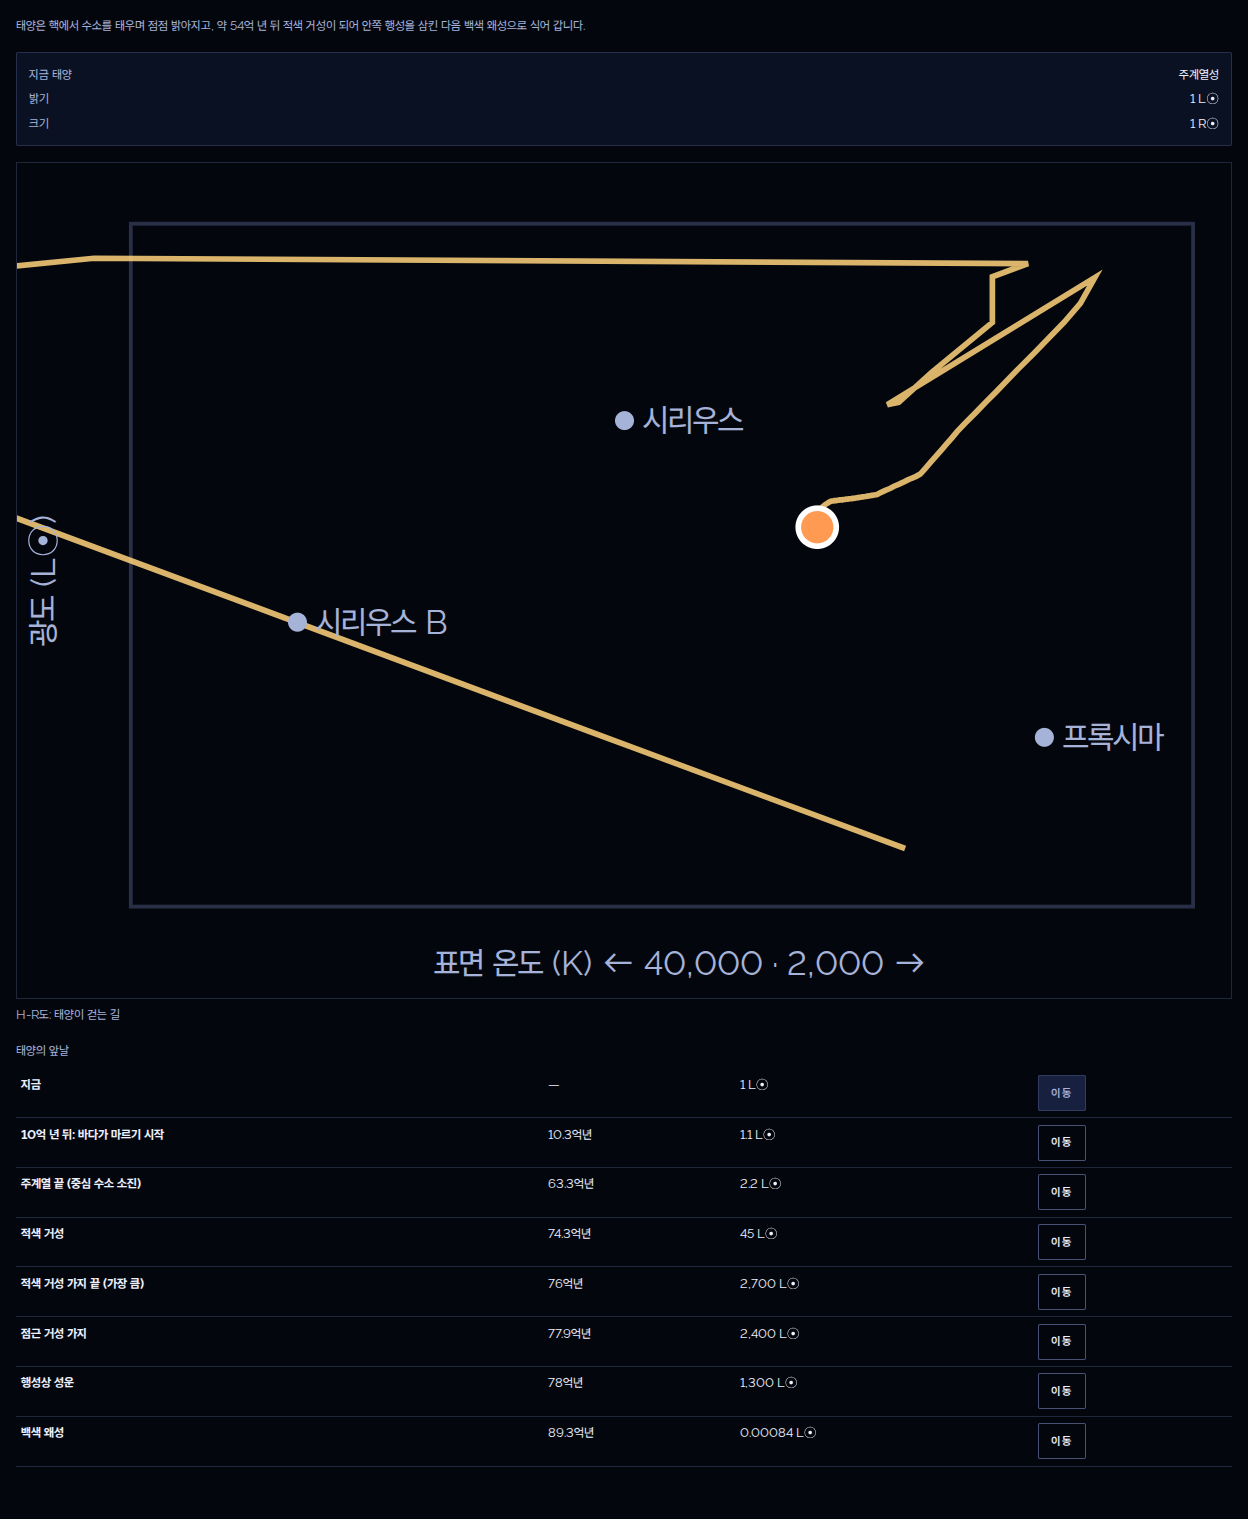 태양은 핵에서 수소를 태우며 점점 밝아지고, 약 54억 년 뒤 적색 거성이 되어 안쪽 행성을 삼킨 다음 백색 왜성으로 식어 갑니다.
지금 태양 주계열성
밝기 1 L☉
크기 1 R☉
시리우스
광도 (L☉)
시리우스 B
프록시마
표면 온도 (K) ← 40,000 · 2,000 →
H-R도: 태양이 걷는 길
태양의 앞날
지금 — 1 L☉ 이동
10억 년 뒤: 바다가 마르기 시작 10.3억년 1.1 L☉ 이동
주계열 끝 (중심 수소 소진) 63.3억년 2.2 L☉ 이동
적색 거성 74.3억년 45 L☉ 이동
적색 거성 가지 끝 (가장 큼) 76억년 2,700 L☉ 이동
점근 거성 가지 77.9억년 2,400 L☉ 이동
행성상 성운 78억년 1,300 L☉ 이동
백색 왜성 89.3억년 0.00084 L☉ 이동